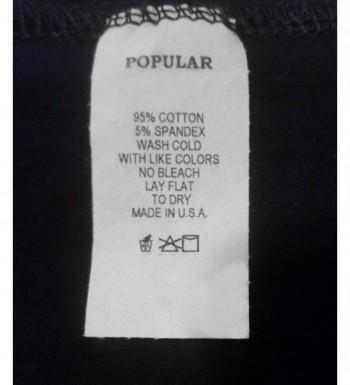 POPULAR
95% COTTON
5% SPANDEX
WASH COLD
WITH LIKE COLORS
NO BLEACH
LAY FLAT
TO DRY
MADE IN U.S.A.